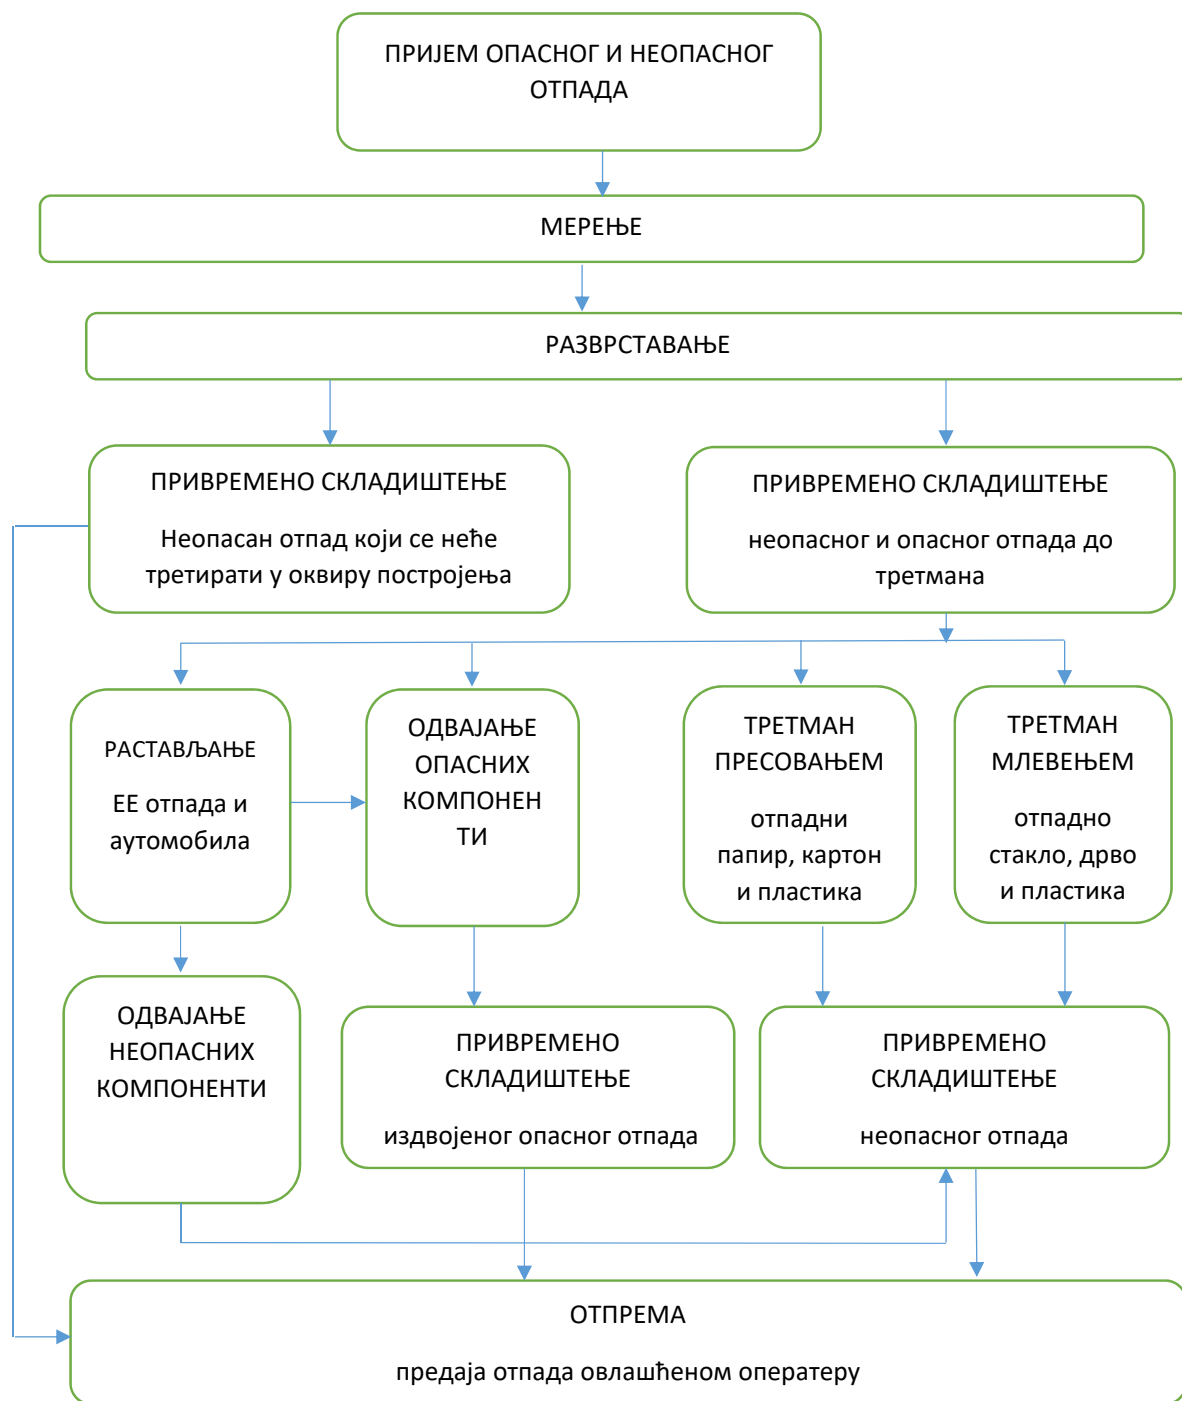 ПРИЈЕМ ОПАСНОГ И НЕОПАСНОГ
ОТПАДА
МЕРЕЊЕ
РАЗВРСТАВАЊЕ
ПРИВРЕМЕНО СКЛАДИШТЕЊЕ
Неопасан отпад који се неће
третирати у оквиру постројења
ПРИВРЕМЕНО СКЛАДИШТЕЊЕ
неопасног и опасног отпада до
третмана
РАСТАВЉАЊЕ
ЕЕ отпада и
аутомобила
ОДВАЈАЊЕ
ОПАСНИХ
КОМПОНЕН
ТИ
ТРЕТМАН
ПРЕСОВАЊЕМ
отпадни
папир, картон
и пластика
ТРЕТМАН
МЛЕВЕЊЕМ
отпадно
стакло, дрво
и пластика
ОДВАЈАЊЕ
НЕОПАСНИХ
КОМПОНЕНТИ
ПРИВРЕМЕНО
СКЛАДИШТЕЊЕ
издвојеног опасног отпада
ПРИВРЕМЕНО
СКЛАДИШТЕЊЕ
неопасног отпада
ОТПРЕМА
предаја отпада овлашћеном оператеру